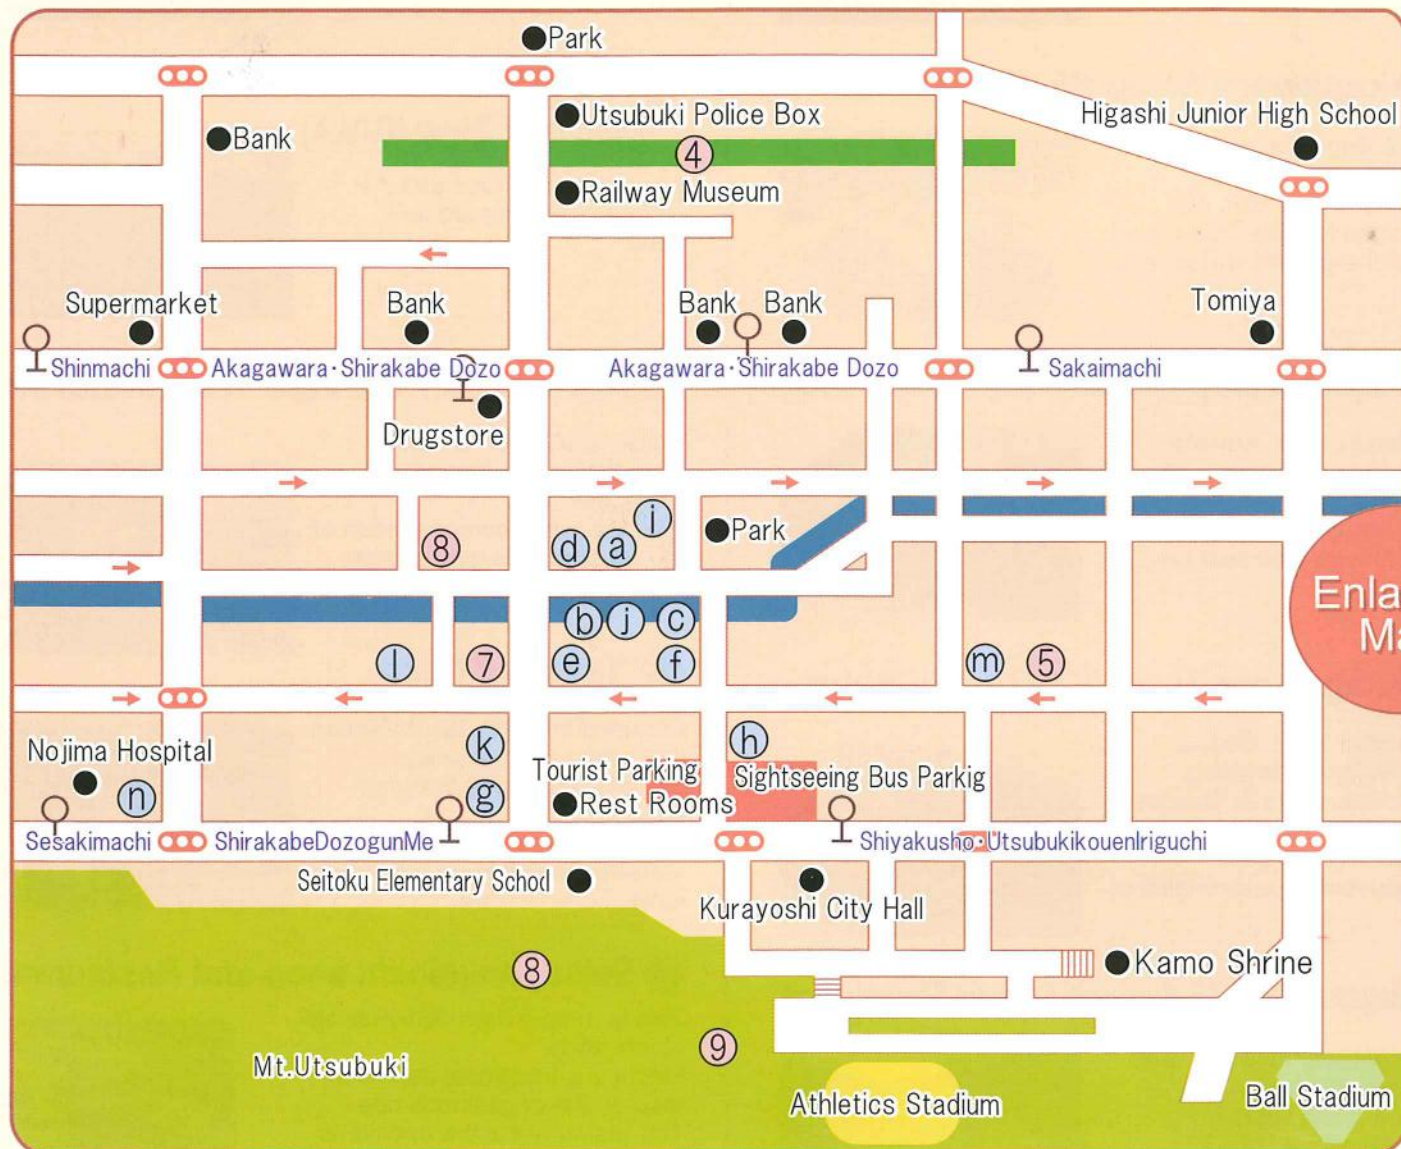 Park
Utsubuki Police Box
Higashi Junior High School
Bank
4
Railway Museum
Supermarket
Bank
Bank
Bank
Tomiya
Shinmachi
Akagawara・Shirakabe Dozo
Akagawara・Shirakabe Dozo
Sakaimachi
Drugstore
i
8
d
a
Park
Enla
Ma
b
j
c
l
7
e
f
m
5
Nojima Hospital
k
h
n
g
Tourist Parking
Sightseeing Bus Parkig
Rest Rooms
Sesakimachi
ShirakabeDozogunMe
Shiyakusho・UtsubukikouenIriguchi
Seitoku Elementary School
Kurayoshi City Hall
8
Kamo Shrine
9
Mt.Utsubuki
Athletics Stadium
Ball Stadium